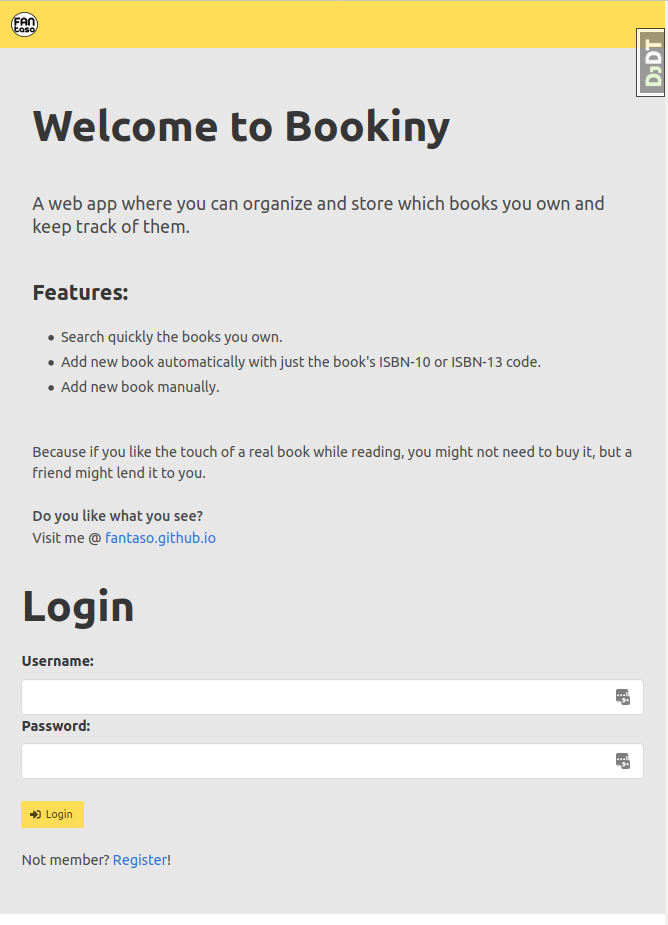 FAN
taso
DJDT
Welcome to Bookiny
A web app where you can organize and store which books you own and
keep track of them.
Features:
• Search quickly the books you own.
• Add new book automatically with just the book's ISBN-10 or ISBN-13 code.
• Add new book manually.
Because if you like the touch of a real book while reading, you might not need to buy it, but a
friend might lend it to you.
Do you like what you see?
Visit me @ fantaso.github.io
Login
Username:
9+
Password:
9+
Login
Not member? Register!